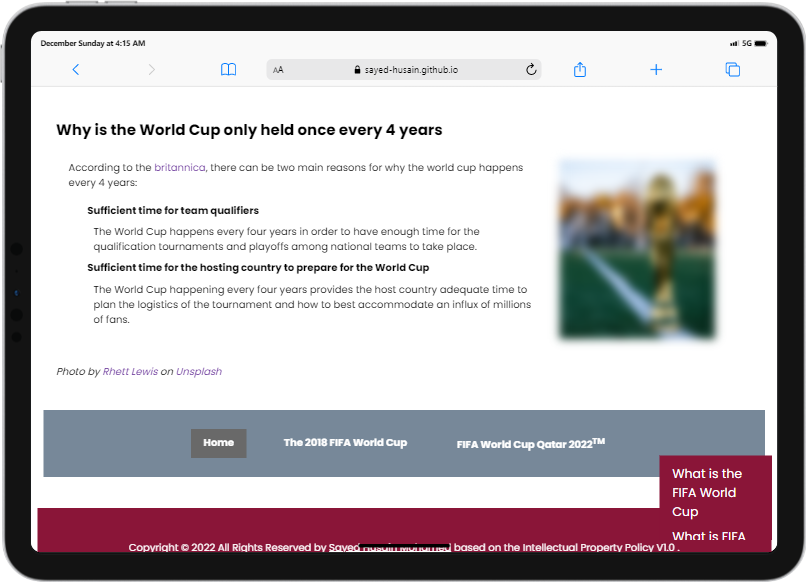 December Sunday at 4:15 AM
5G
AA
sayed-husain.github.io
Why is the World Cup only held once every 4 years
According to the britannica, there can be two main reasons for why the world cup happens
every 4 years:
Sufficient time for team qualifiers
The World Cup happens every four years in order to have enough time for the
qualification tournaments and playoffs among national teams to take place.
Sufficient time for the hosting country to prepare for the World Cup
The World Cup happening every four years provides the host country adequate time to
plan the logistics of the tournament and how to best accommodate an influx of millions
of fans.
Photo by Rhett Lewis on Unsplash
Home
The 2018 FIFA World Cup
FIFA World Cup Qatar 2022TM
What is the
FIFA World
Cup
What is FIFA
Copyright © 2022 All Rights Reserved by Sayed Husain Mohamed based on the Intellectual Property Policy V1.0 .